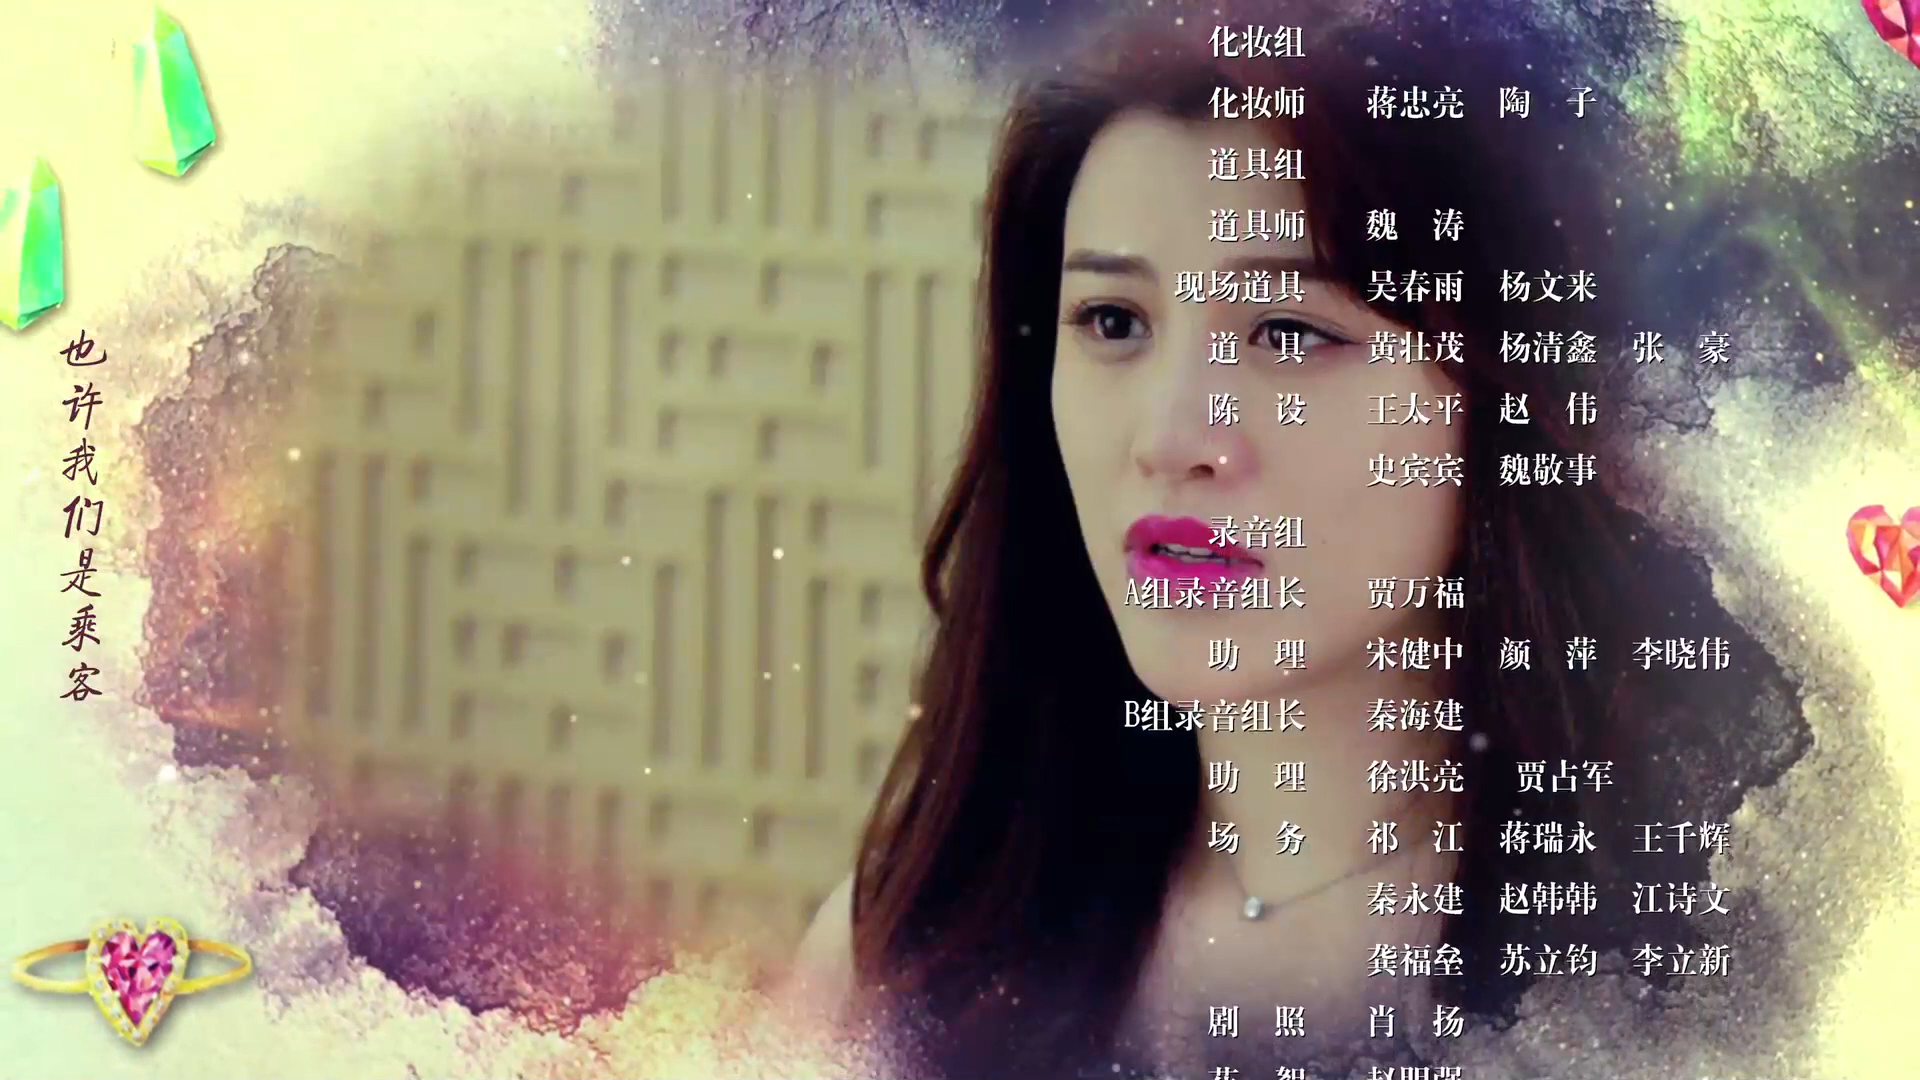 也许我们是乘客
化妆组
化妆师 蒋忠亮 陶 子
道具组
道具师 魏 涛
现场道具 吴春雨 杨文来
道 具 黄壮茂 杨清鑫 张 豪
陈 设 王太平 赵 伟
史宾宾 魏敬事
录音组
A组录音组长 贾万福
助 理 宋健中 颜 萍 李晓伟
B组录音组长 秦海建
助 理 徐洪亮 贾占军
场 务 祁 江 蒋瑞永 王千辉
秦永建 赵韩韩 江诗文
龚福垒 苏立钧 李立新
剧 照 肖 扬